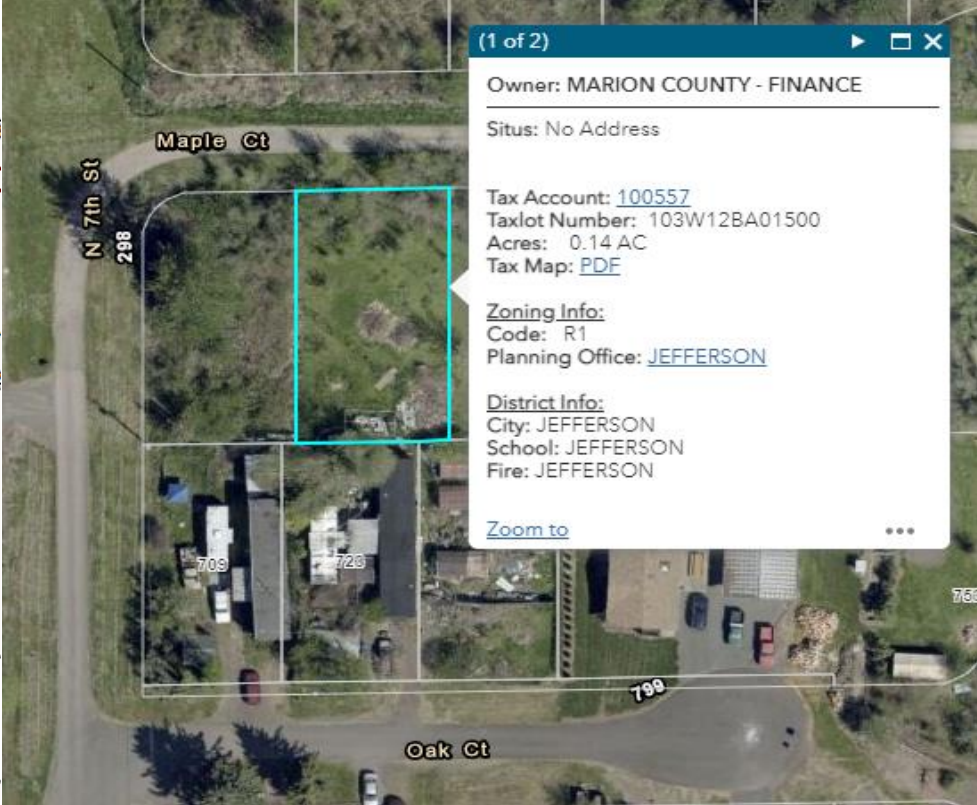 (1 of 2)
Owner: MARION COUNTY - FINANCE
Situs: No Address
Tax Account: 100557
Taxlot Number: 103W12BA01500
Acres: 0.14 AC
Tax Map: PDF
Zoning Info:
Code: R1
Planning Office: JEFFERSON
District Info:
City: JEFFERSON
School: JEFFERSON
Fire: JEFFERSON
Zoom to
Maple Ct
N 7th St
298
709
723
799
Oak Ct